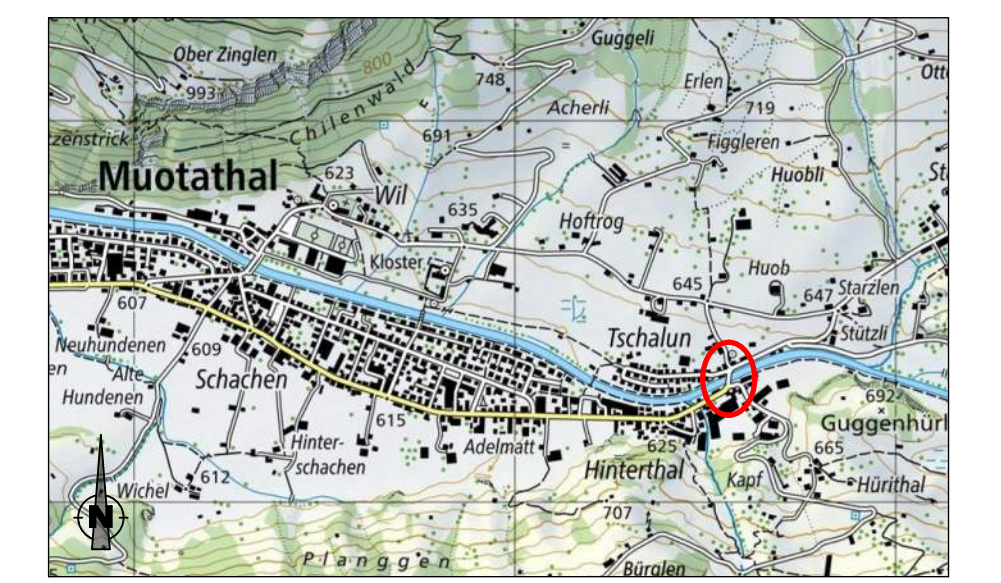 Ober Zinglen
993
800
Chilenwald
748
Guggeli
Erlen
719
Acherli
691
Figgleren
Huobli
zenstrick
Muotathal
623
Wil
635
Hoftrog
Kloster
Huob
645
647
Starzlen
Stützli
607
Neuhundenen
609
Tschalun
Alte
Hundenen
Schachen
615
692
Guggenhürl
Hinter-
schachen
Adelmatt
625
Hinterthal
665
Kapf
Hürithal
Wichel
612
707
N
Planggen
Bürglen